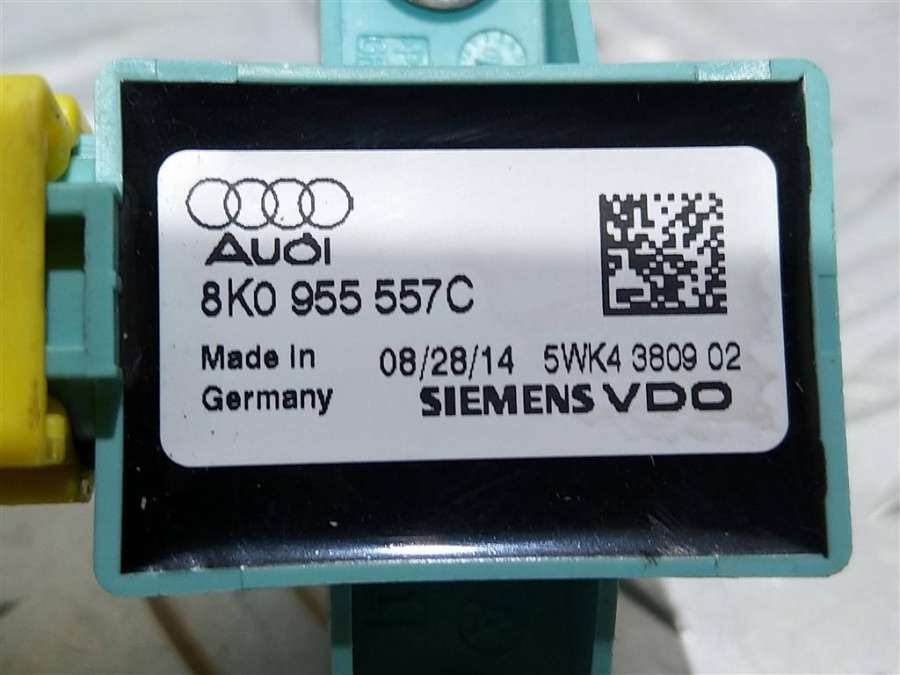 Audi
8K0 955 557C
Made in Germany
08/28/14 5WK4 3809 02
SIEMENS VDO